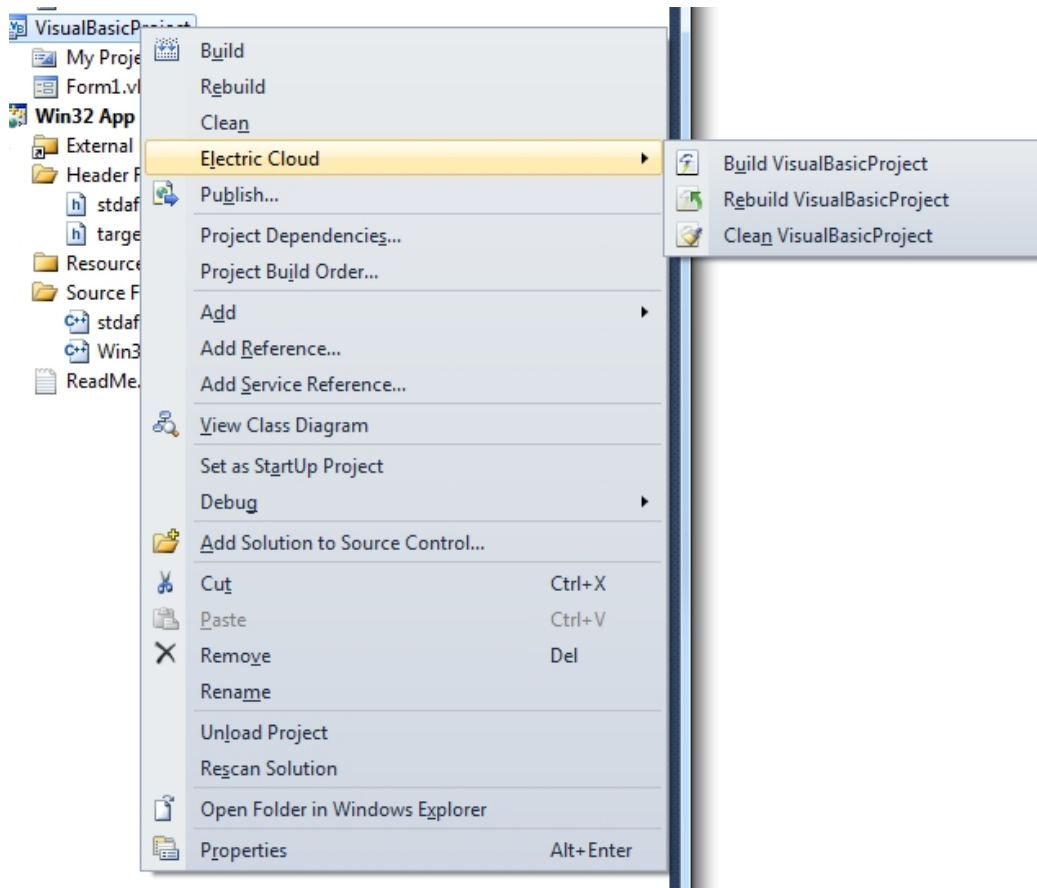 VisualBasicProject
My Proje
Form1.vl
Win32 App
External
Header F
stdaf
targe
Resource
Source F
stdaf
Win3
ReadMe.
Build
Rebuild
Clean
Electric Cloud
Publish...
Project Dependencies...
Project Build Order...
Add
Add Reference...
Add Service Reference...
View Class Diagram
Set as StartUp Project
Debug
Add Solution to Source Control...
Cut Ctrl+X
Paste Ctrl+V
Remove Del
Rename
Unload Project
Rescan Solution
Open Folder in Windows Explorer
Properties Alt+Enter
Build VisualBasicProject
Rebuild VisualBasicProject
Clean VisualBasicProject